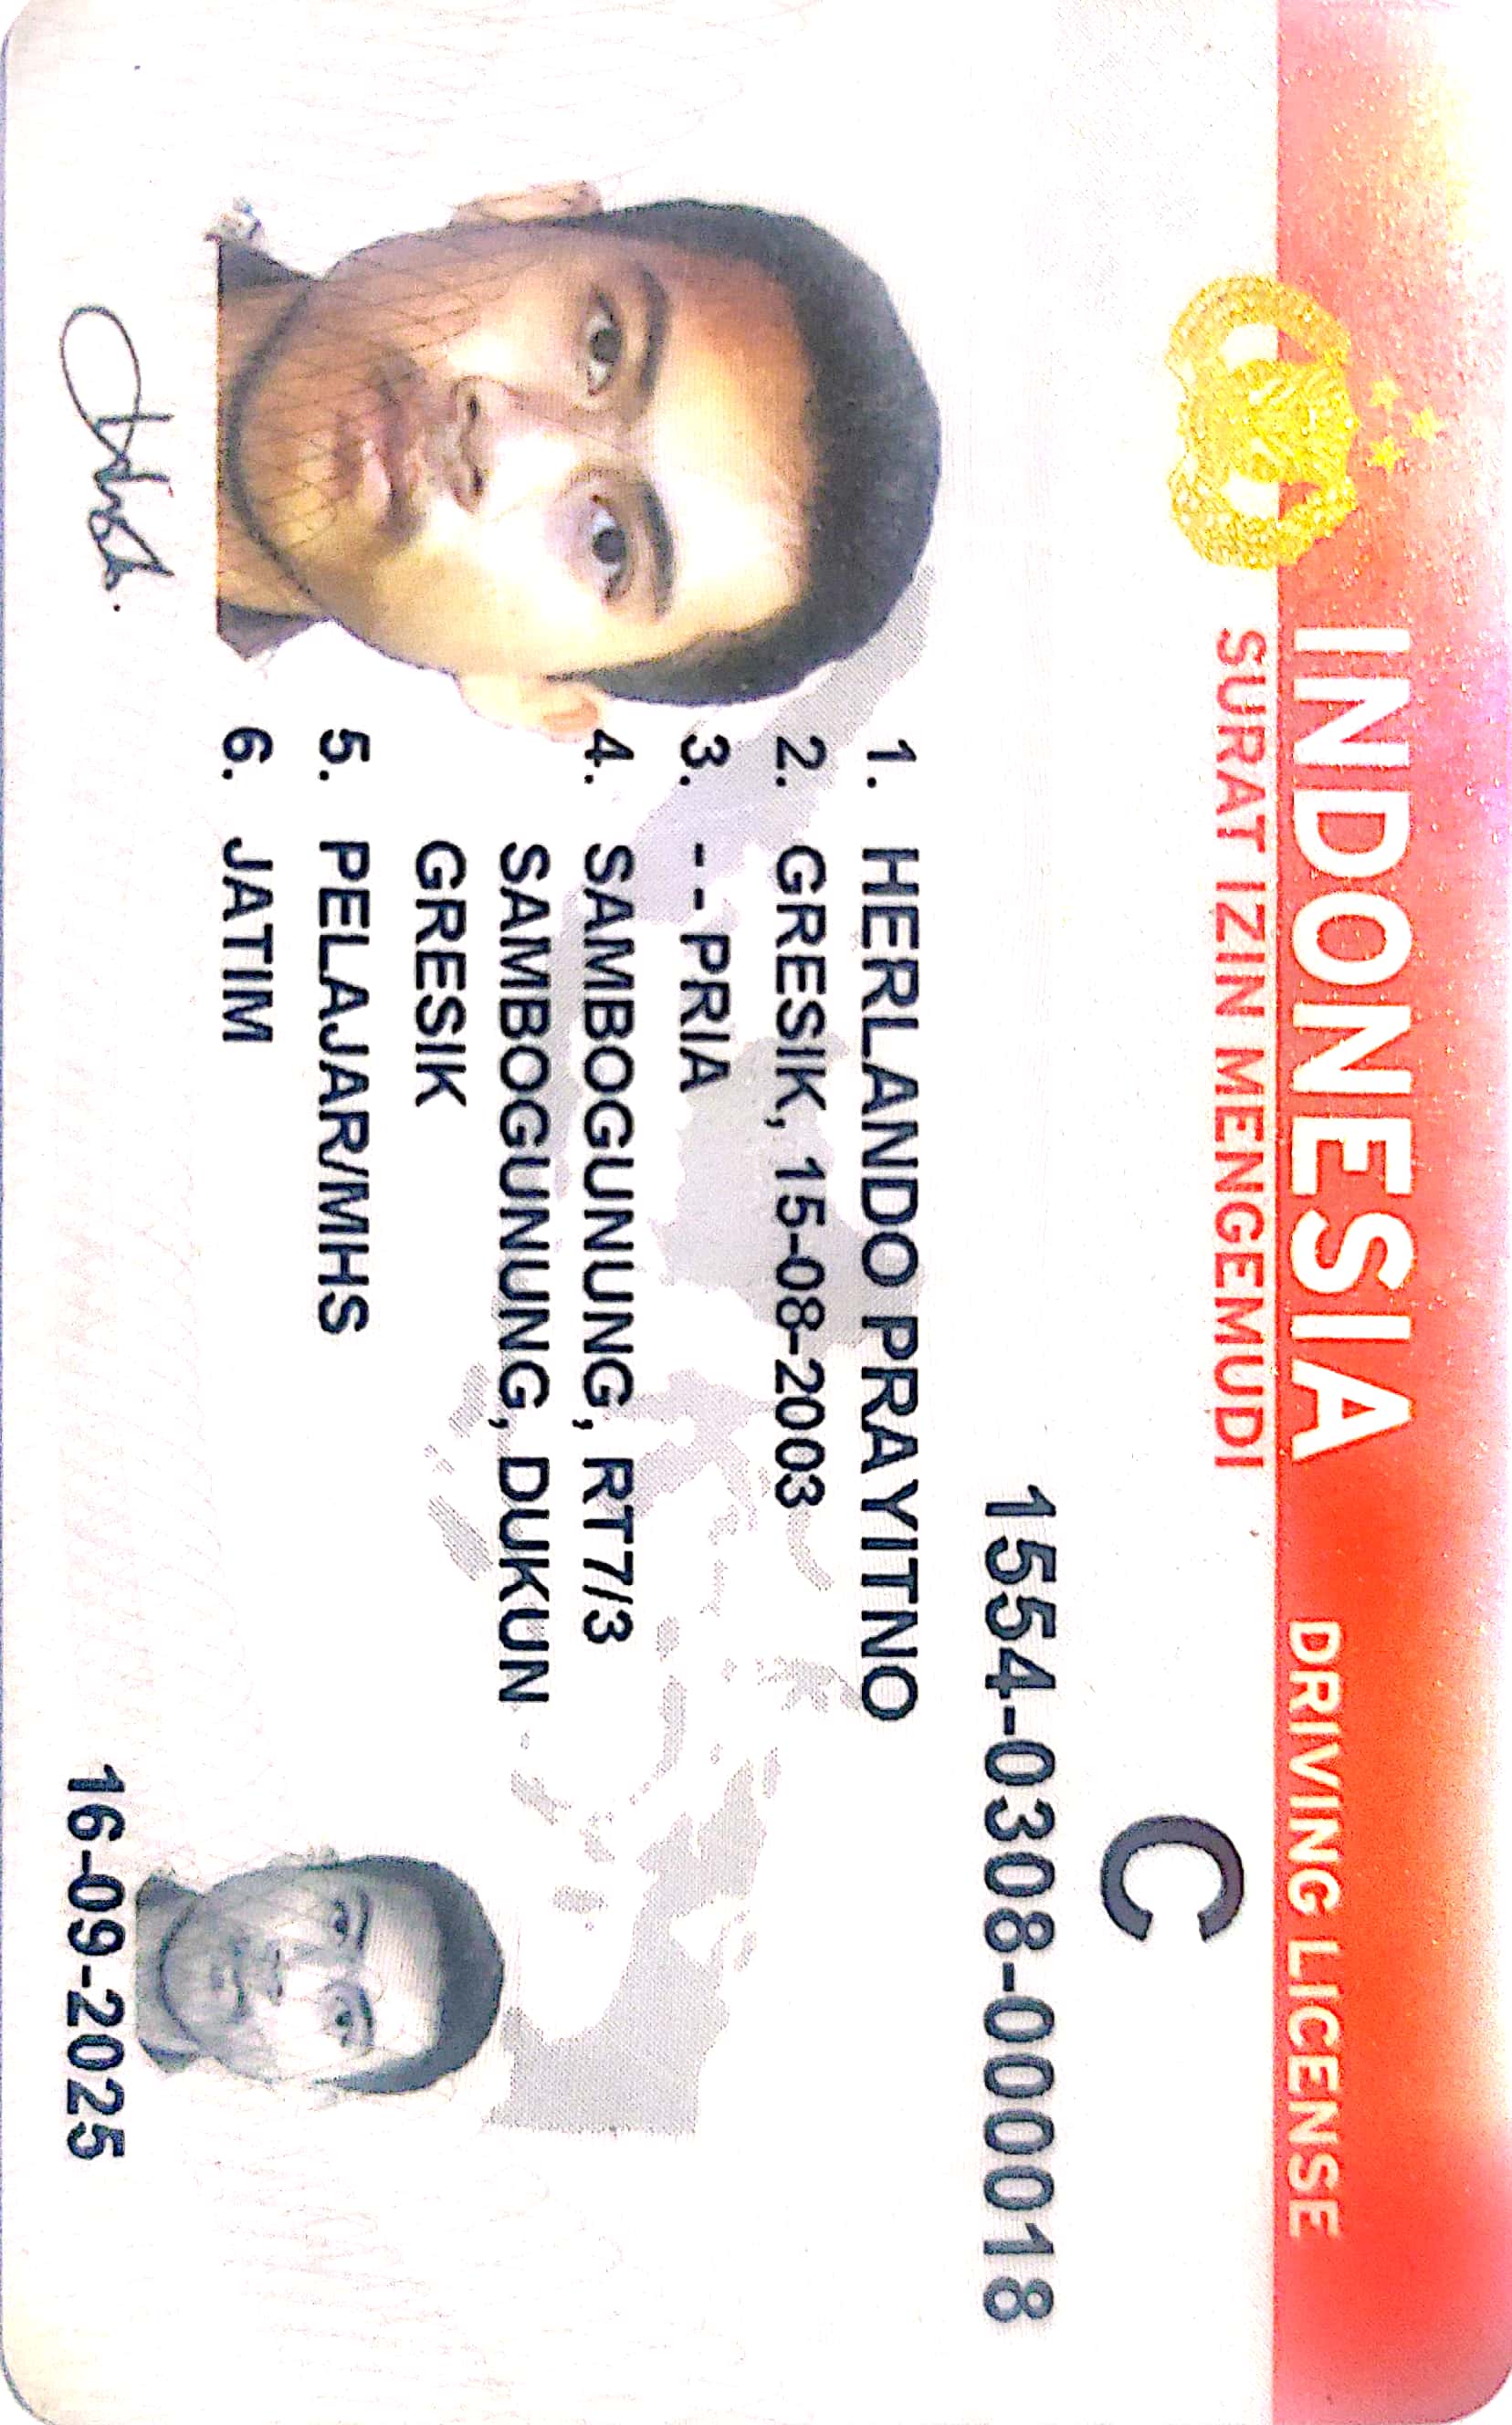 INDONESIA
DRIVING LICENSE
SURAT IZIN MENGEMUDI
C
1554-0308-000018
1. HERLANDO PRAYITNO
2. GRESIK, 15-08-2003
3. - - PRIA
4. SAMBOGUNUNG, RT7/3
SAMBOGUNUNG, DUKUN
GRESIK
5. PELAJAR/MHS
6. JATIM
16-09-2025